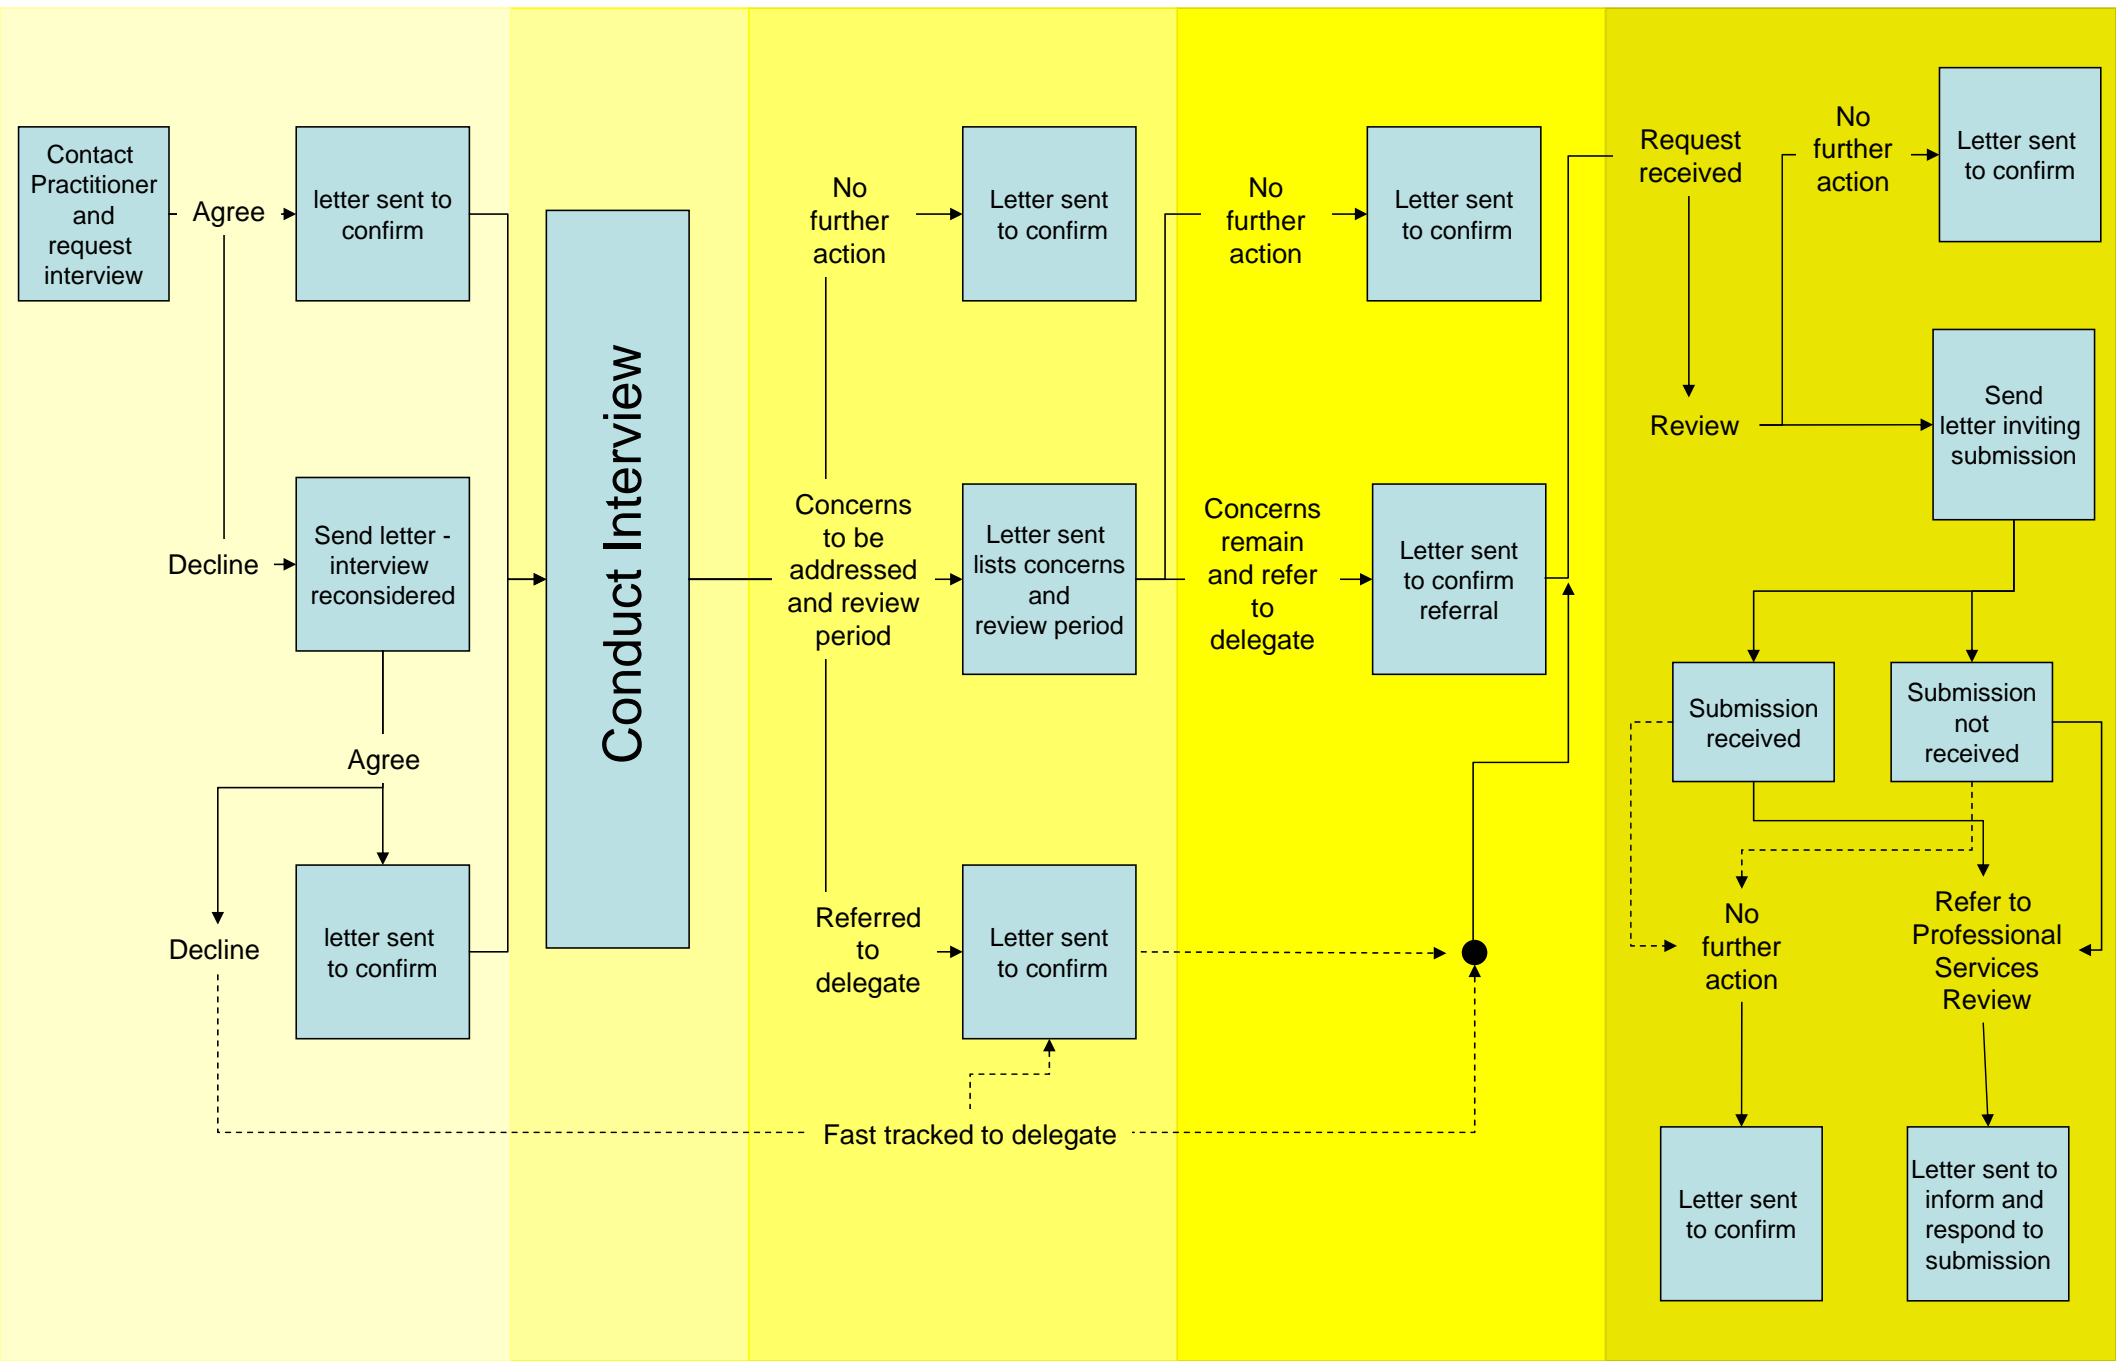 Contact
Practitioner
and
request
interview
Agree
letter sent to
confirm
Decline
Send letter -
interview
reconsidered
Agree
Decline
letter sent
to confirm
Conduct Interview
No
further
action
Letter sent
to confirm
Concerns
to be
addressed
and review
period
Letter sent
lists concerns
and
review period
Referred
to
delegate
Letter sent
to confirm
Fast tracked to delegate
No
further
action
Letter sent
to confirm
Concerns
remain
and refer
to
delegate
Letter sent
to confirm
referral
Request
received
No
further
action
Letter sent
to confirm
Review
Send
letter inviting
submission
Submission
received
Submission
not
received
No
further
action
Refer to
Professional
Services
Review
Letter sent
to confirm
Letter sent to
inform and
respond to
submission